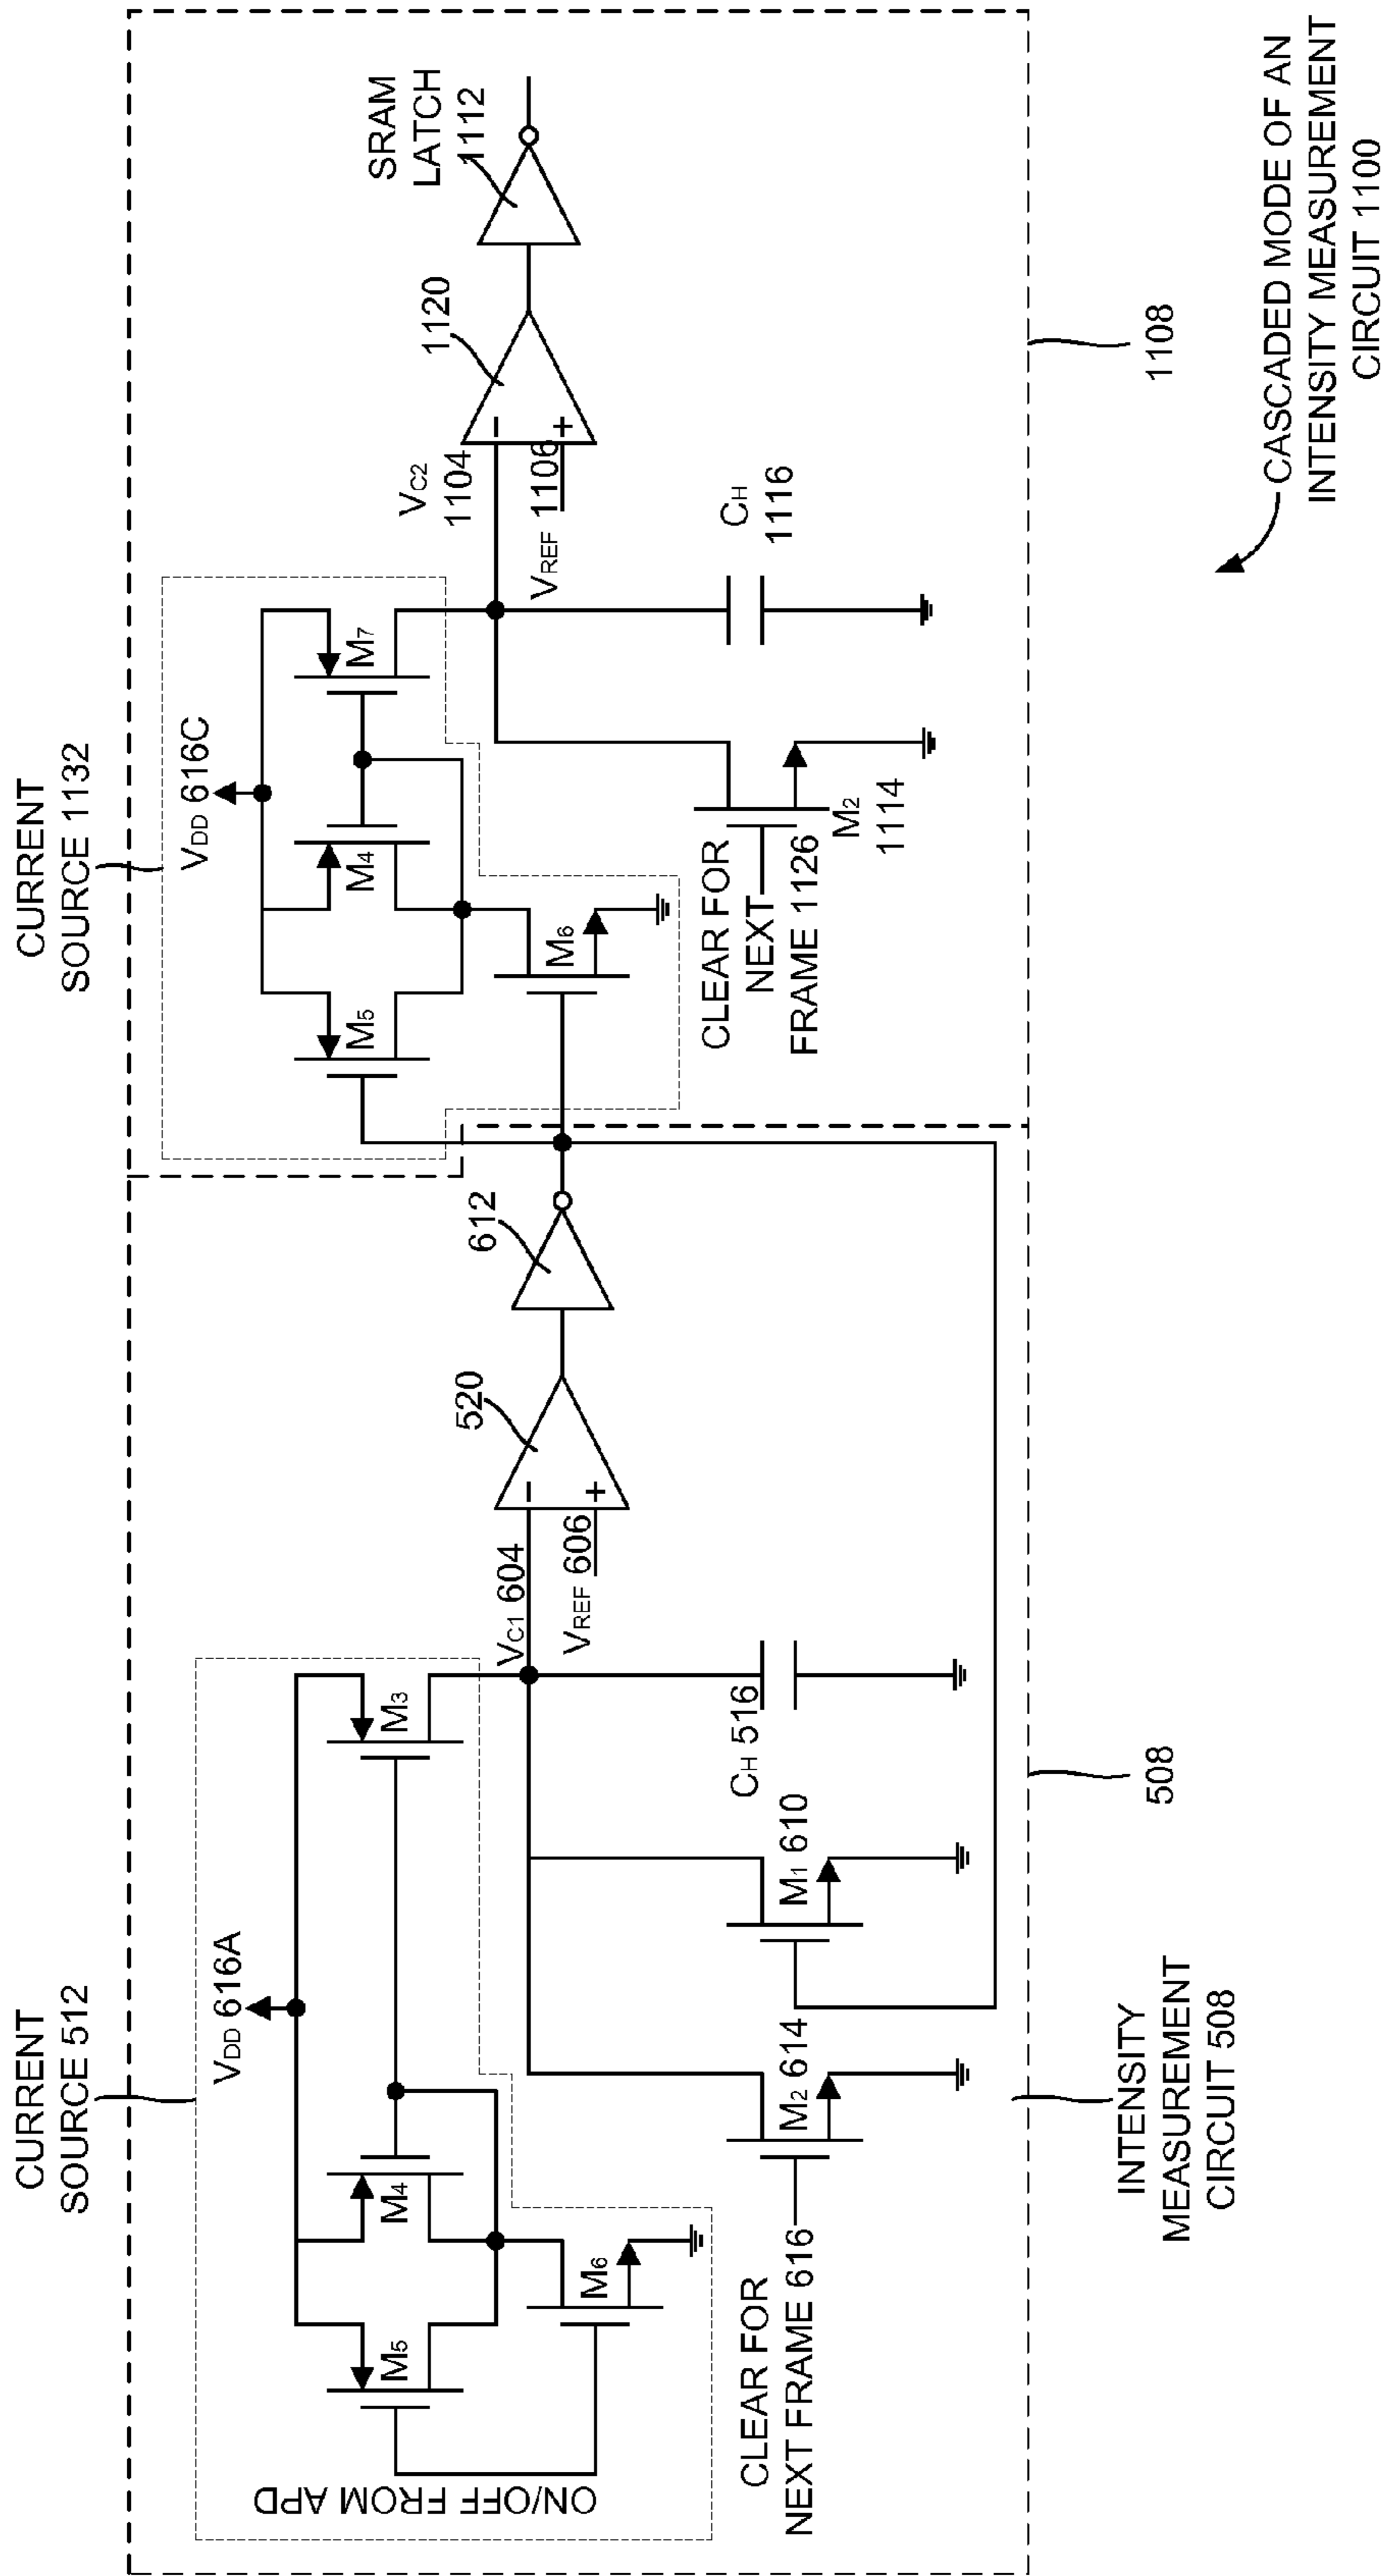 CURRENT
SOURCE 512
CURRENT
SOURCE 1132
VDD 616A
VDD 616C
ON/OFF FROM APD
M5
M4
M6
M3
VC1 604
VREF 606
520
612
M5
M4
M6
M7
VC2
1104
VREF 1106
1120
SRAM
LATCH
1112
CLEAR FOR
NEXT FRAME 616
M2 614
M1 610
CH 516
CLEAR FOR
NEXT
FRAME 1126
M2
1114
CH
1116
INTENSITY
MEASUREMENT
CIRCUIT 508
508
1108
CASCADED MODE OF AN
INTENSITY MEASUREMENT
CIRCUIT 1100